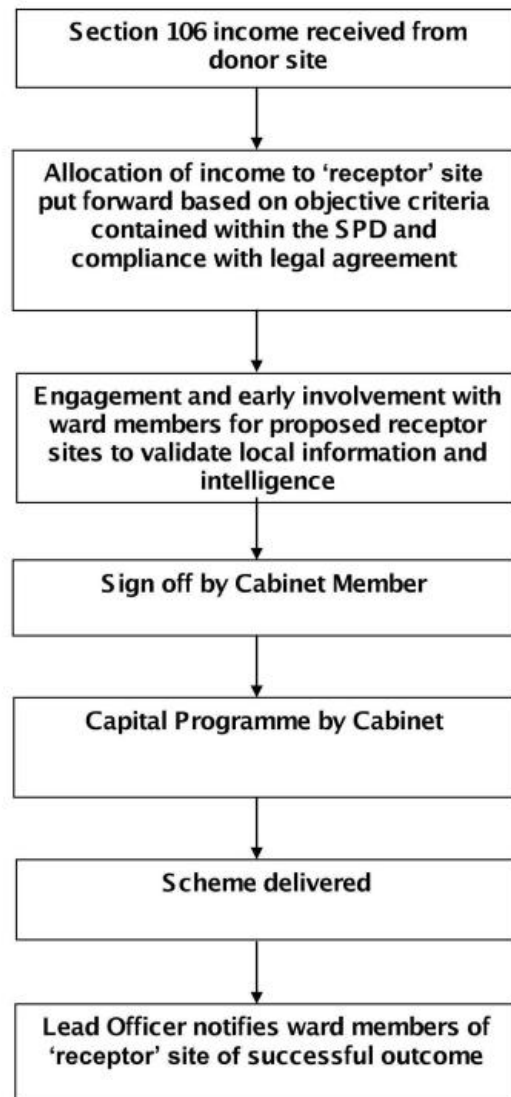 Section 106 income received from
donor site
Allocation of income to ‘receptor’ site
put forward based on objective criteria
contained within the SPD and
compliance with legal agreement
Engagement and early involvement with
ward members for proposed receptor
sites to validate local information and
intelligence
Sign off by Cabinet Member
Capital Programme by Cabinet
Scheme delivered
Lead Officer notifies ward members of
‘receptor’ site of successful outcome